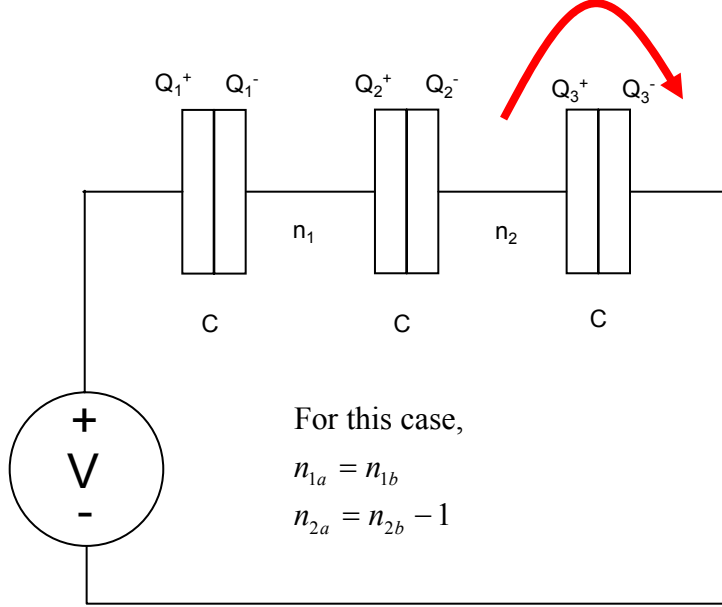 Q₁⁺ Q₁⁻ Q₂⁺ Q₂⁻ Q₃⁺ Q₃⁻
n₁ n₂
C C C
+
V
-
For this case,
n₁ₐ = n₁b
n₂ₐ = n₂b − 1